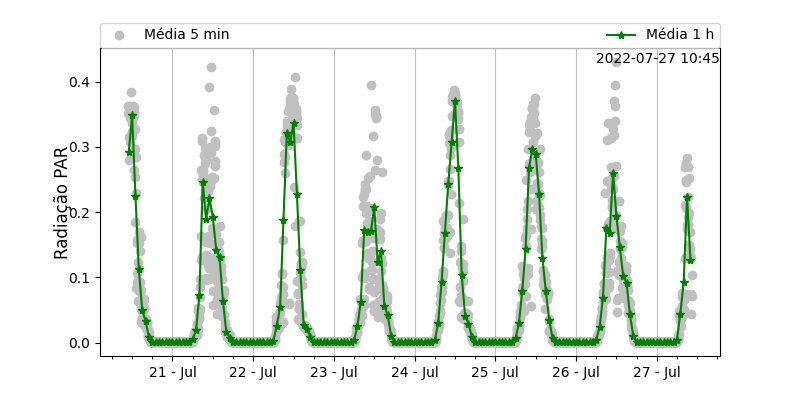 Média 5 min
Média 1 h
2022-07-27 10:45
Radiação PAR
0.4
0.3
0.2
0.1
0.0
21 - Jul
22 - Jul
23 - Jul
24 - Jul
25 - Jul
26 - Jul
27 - Jul